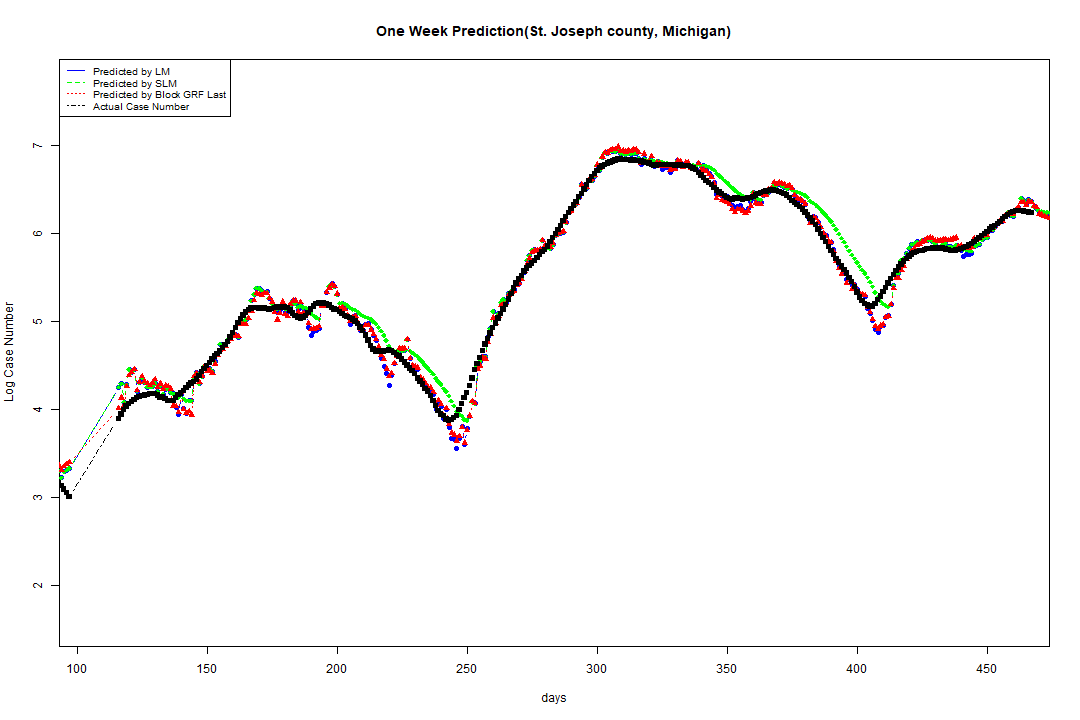 One Week Prediction(St. Joseph county, Michigan)
Predicted by LM
Predicted by SLM
Predicted by Block GRF Last
Actual Case Number
Log Case Number
7
6
5
4
3
2
100 150 200 250 300 350 400 450
days